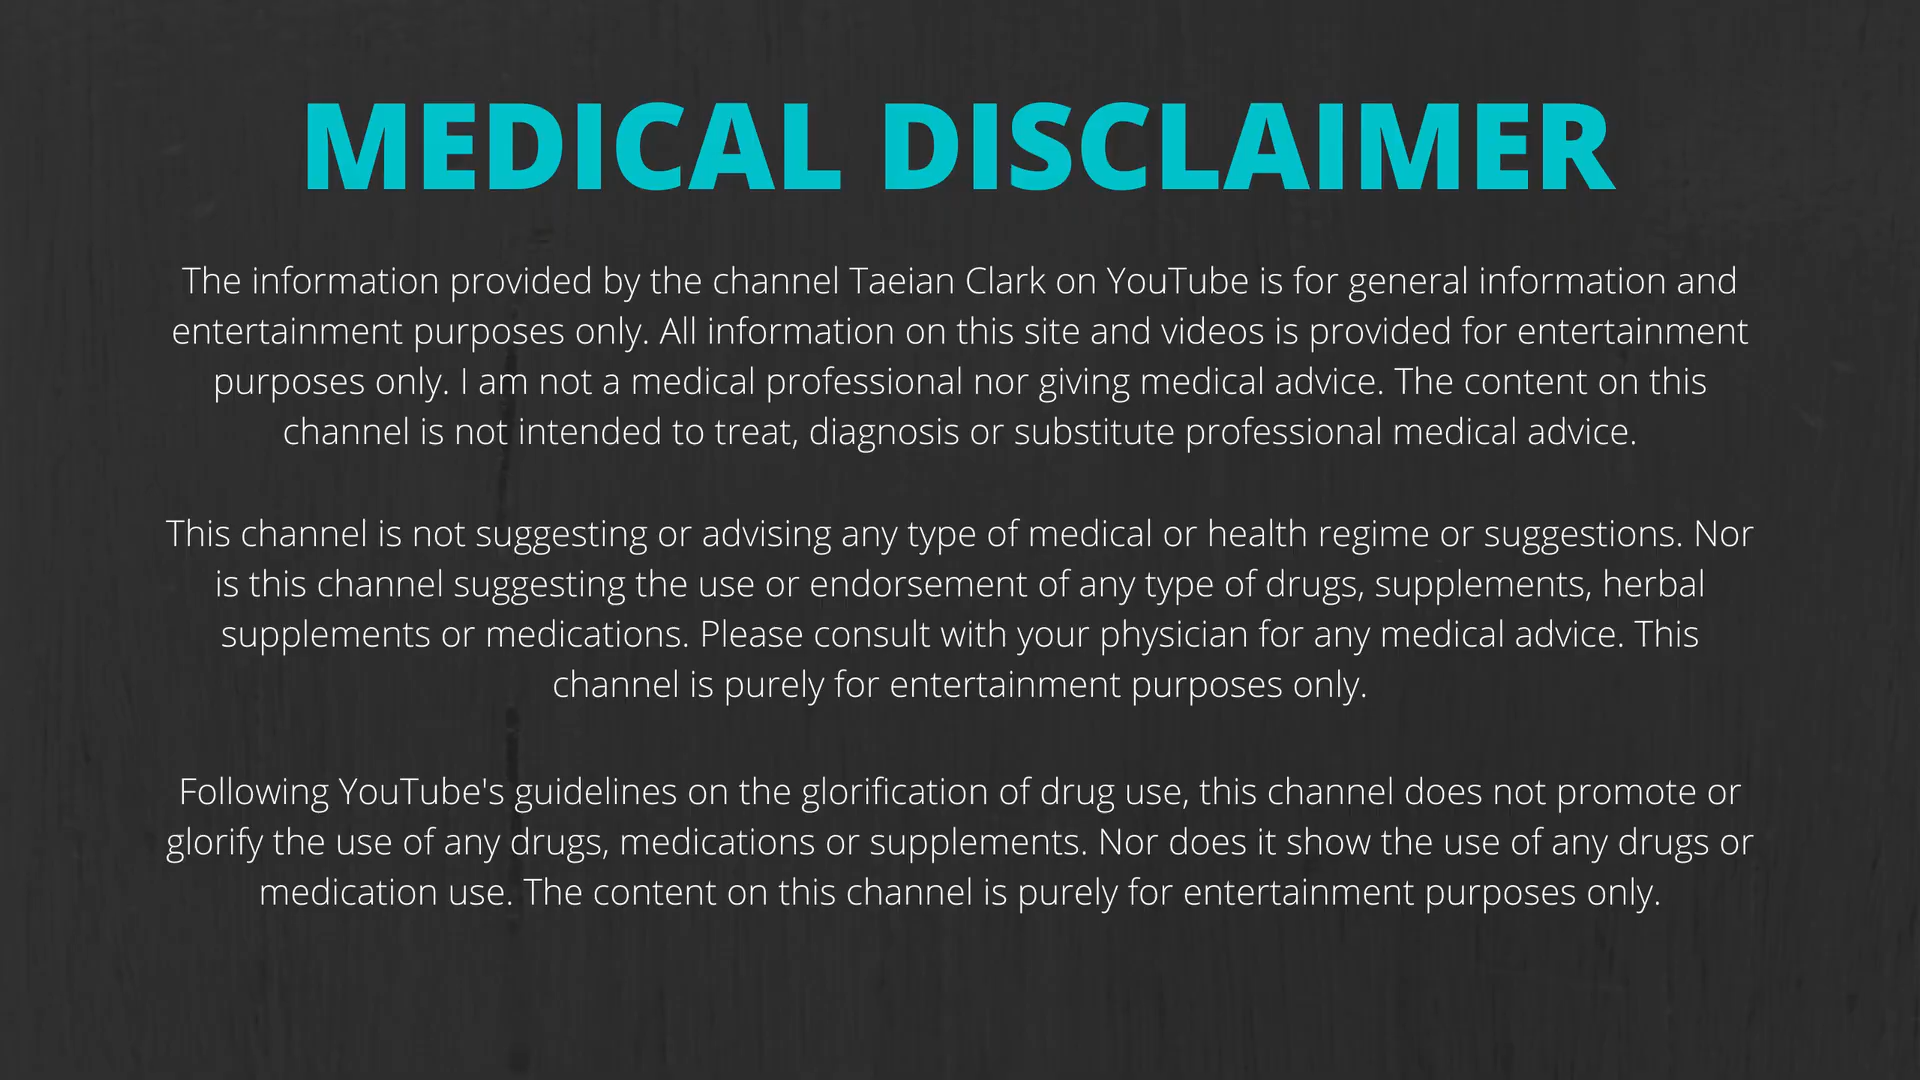 MEDICAL DISCLAIMER
The information provided by the channel Taeian Clark on YouTube is for general information and
entertainment purposes only. All information on this site and videos is provided for entertainment
purposes only. I am not a medical professional nor giving medical advice. The content on this
channel is not intended to treat, diagnosis or substitute professional medical advice.
This channel is not suggesting or advising any type of medical or health regime or suggestions. Nor
is this channel suggesting the use or endorsement of any type of drugs, supplements, herbal
supplements or medications. Please consult with your physician for any medical advice. This
channel is purely for entertainment purposes only.
Following YouTube's guidelines on the glorification of drug use, this channel does not promote or
glorify the use of any drugs, medications or supplements. Nor does it show the use of any drugs or
medication use. The content on this channel is purely for entertainment purposes only.